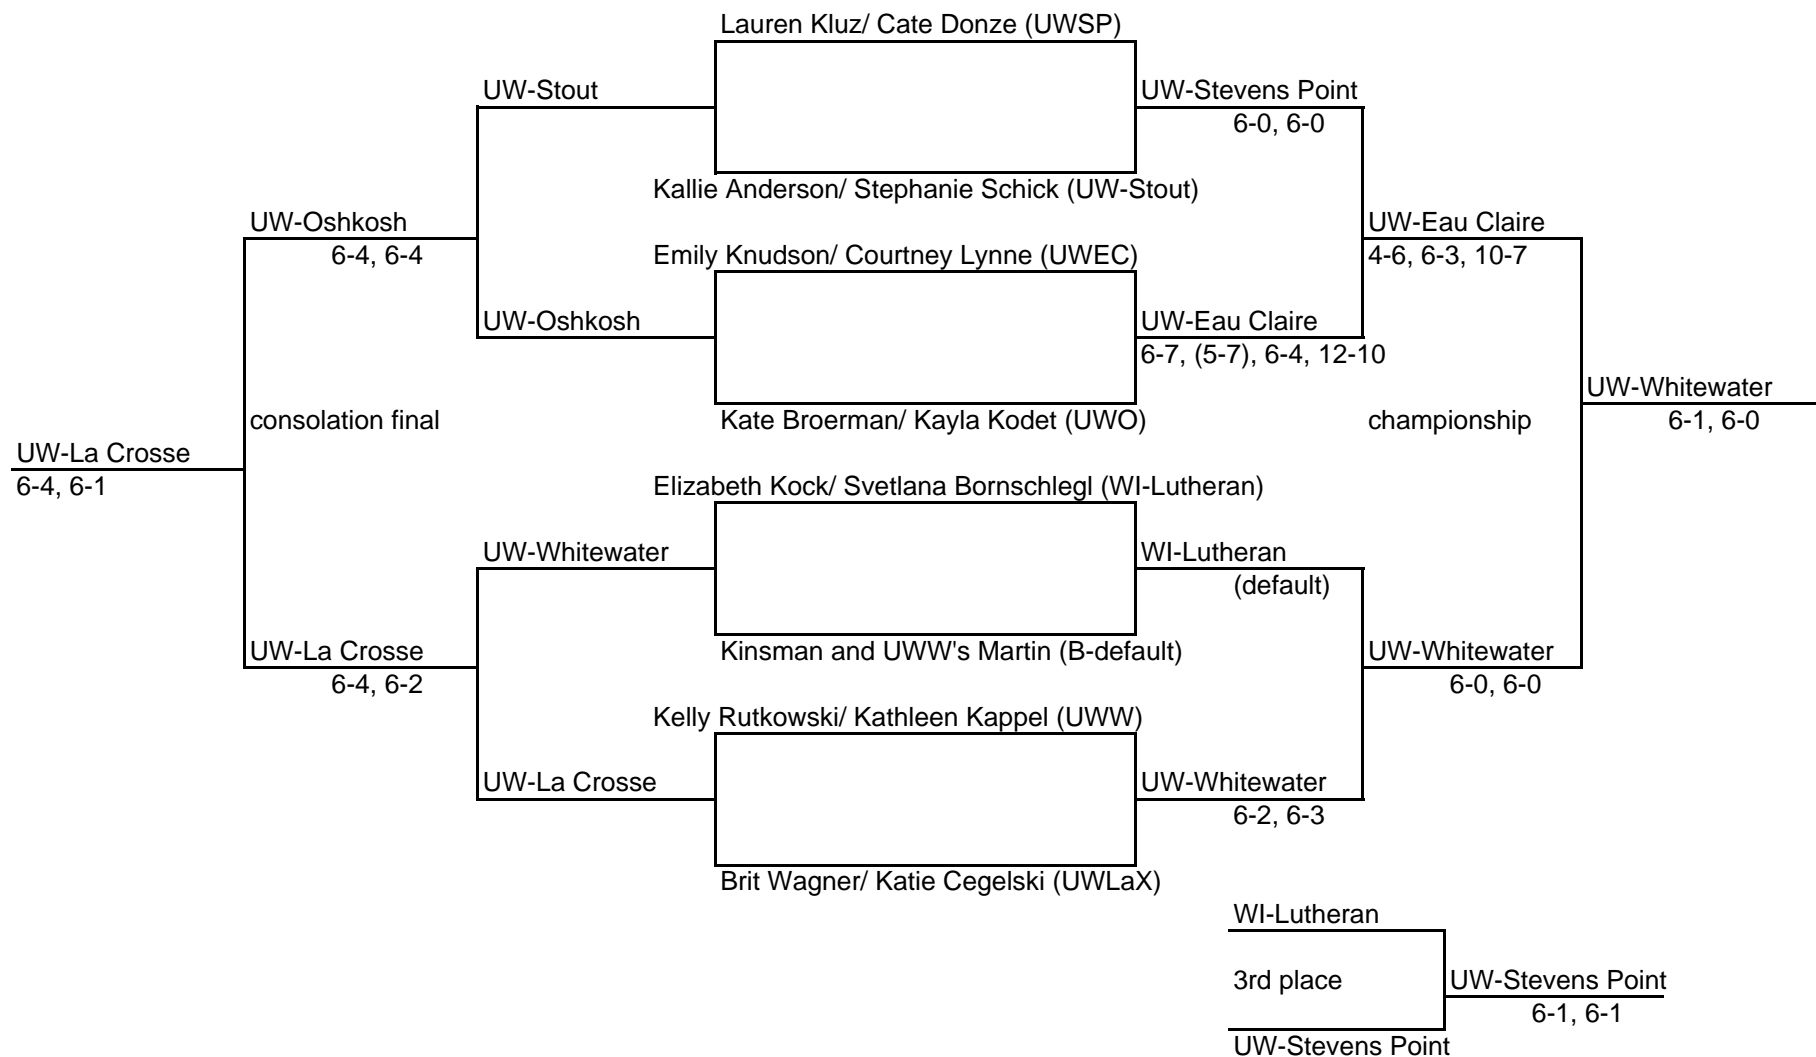 Lauren Kluz/ Cate Donze (UWSP)
UW-Stout
UW-Stevens Point
6-0, 6-0
Kallie Anderson/ Stephanie Schick (UW-Stout)
UW-Oshkosh
UW-Eau Claire
6-4, 6-4
Emily Knudson/ Courtney Lynne (UWEC)
4-6, 6-3, 10-7
UW-Oshkosh
UW-Eau Claire
6-7, (5-7), 6-4, 12-10
UW-Whitewater
consolation final
Kate Broerman/ Kayla Kodet (UWO)
championship
6-1, 6-0
UW-La Crosse
6-4, 6-1
Elizabeth Kock/ Svetlana Bornschlegl (WI-Lutheran)
UW-Whitewater
WI-Lutheran
(default)
UW-La Crosse
Kinsman and UWW's Martin (B-default)
UW-Whitewater
6-4, 6-2
6-0, 6-0
Kelly Rutkowski/ Kathleen Kappel (UWW)
UW-La Crosse
UW-Whitewater
6-2, 6-3
Brit Wagner/ Katie Cegelski (UWLaX)
WI-Lutheran
3rd place
UW-Stevens Point
6-1, 6-1
UW-Stevens Point